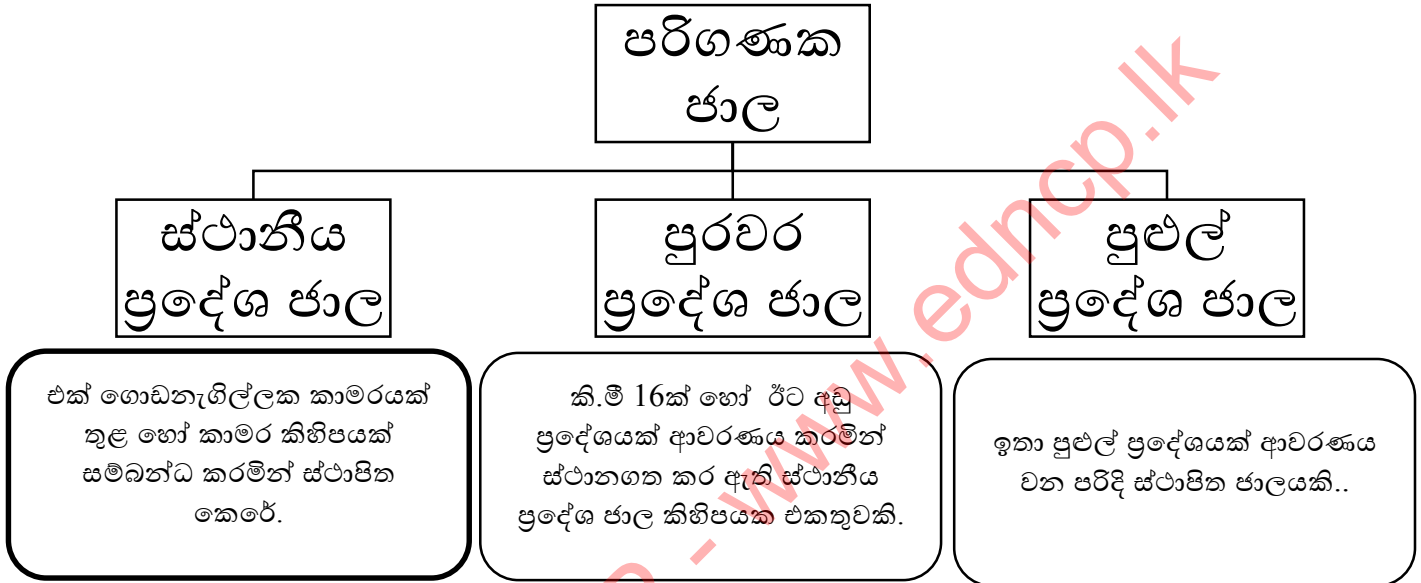 පරිගණක
ජාල
ස්ථානීය
ප්‍රදේශ ජාල
පුරවර
ප්‍රදේශ ජාල
පුළුල්
ප්‍රදේශ ජාල
එක් ගොඩනැගිල්ලක කාමරයක්
තුළ හෝ කාමර කිහිපයක්
සම්බන්ධ කරමින් ස්ථාපිත
කෙරේ.
කි.මී 16ක් හෝ ඊට අඩු
ප්‍රදේශයක් ආවරණය කරමින්
ස්ථානගත කර ඇති ස්ථානීය
ප්‍රදේශ ජාල කිහිපයක එකතුවකි.
ඉතා පුළුල් ප්‍රදේශයක් ආවරණය
වන පරිදි ස්ථාපිත ජාලයකි..
- www.edncp.lk